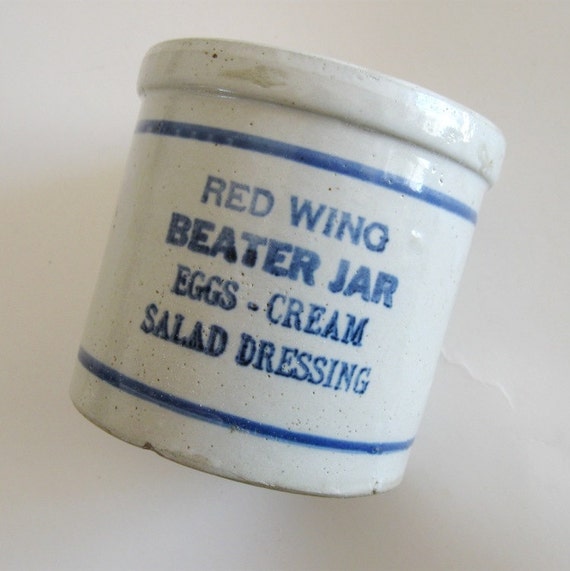 RED WING
BEATER JAR
EGGS - CREAM
SALAD DRESSING